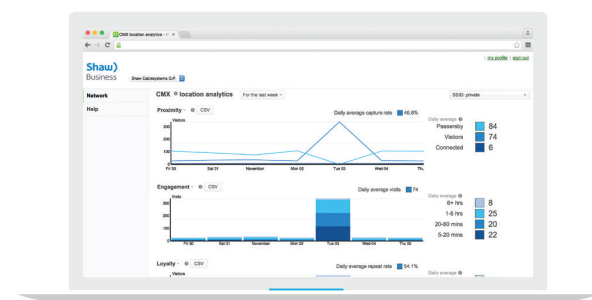 CMX location analytics - M
my profile | sign out
Shaw)
Business
Shaw Cablesystems G.P.
Network
Help
CMX location analytics
For the last week
SSID: private
Proximity - CSV
Daily average capture rate 46.8%
Visitors
300
200
100
Fri 30 Sat 31 November Mon 02 Tue 03 Wed 04 Thu
Daily average
Passersby 84
Visitors 74
Connected 6
Engagement - CSV
Daily average visits 74
Visits
300
200
100
Fri 30 Sat 31 November Mon 02 Tue 03 Wed 04 Thu 05
Daily average
6+ hrs 8
1-6 hrs 25
20-60 mins 20
5-20 mins 22
Loyalty - CSV
Daily average repeat rate 54.1%
Visitors
300
Daily average